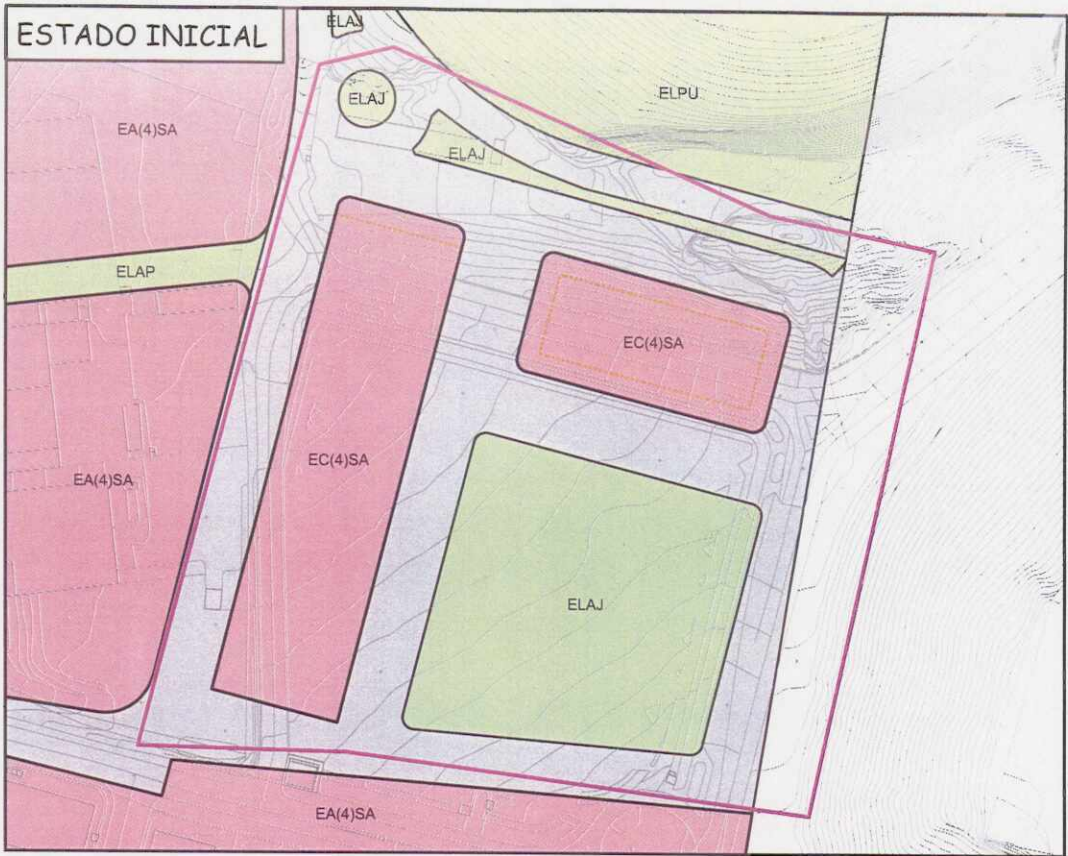 ESTADO INICIAL
ELAJ
ELAJ
ELPU
EA(4)SA
ELAJ
ELAP
EC(4)SA
EC(4)SA
EA(4)SA
ELAJ
EA(4)SA